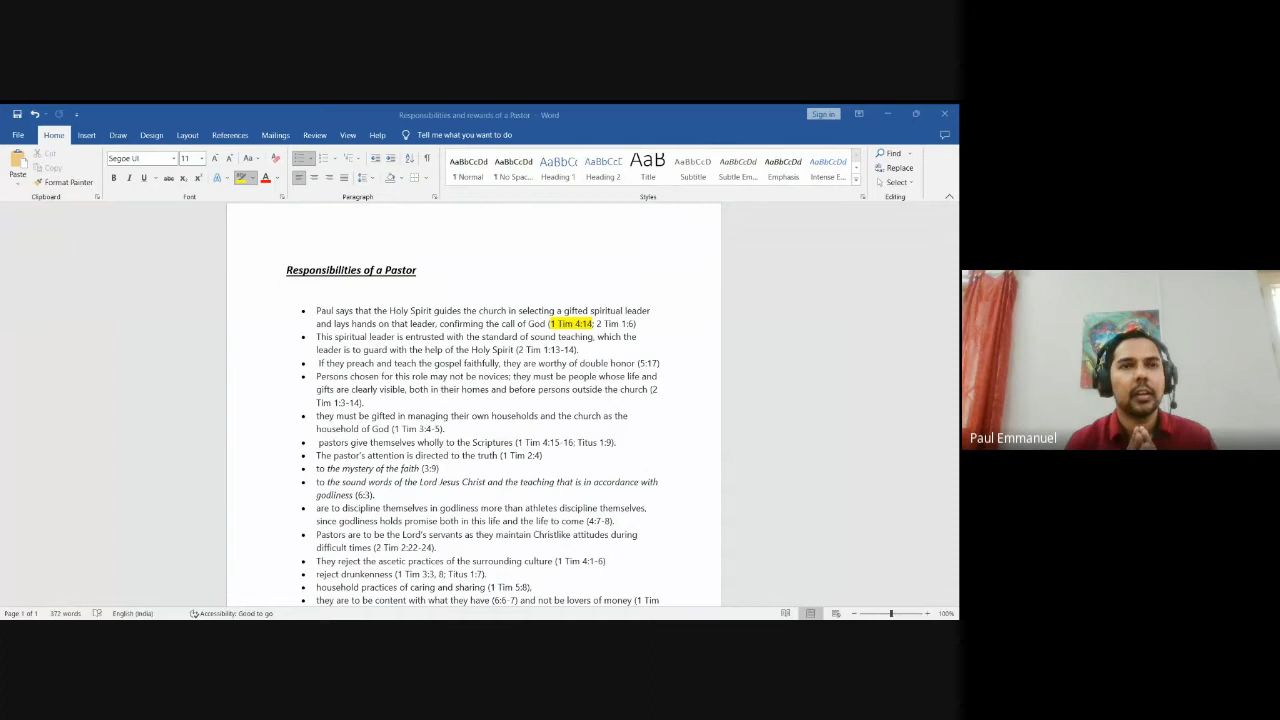 Responsibilities and rewards of a Pastor - Word
Sign in
File Home Insert Draw Design Layout References Mailings Review View Help Tell me what you want to do
Paste
Cut
Copy
Format Painter
Clipboard
Segoe UI 11
Font
Paragraph
AaBbCcDd AaBbCcDd AaBbCc AaBbCcE AaB AaBbCcDd AaBbCcDd AaBbCcDd AaBbCcDd
¶ Normal ¶ No Spac... Heading 1 Heading 2 Title Subtitle Subtle Em... Emphasis Intense E...
Styles
Find
Replace
Select
Editing
Responsibilities of a Pastor
• Paul says that the Holy Spirit guides the church in selecting a gifted spiritual leader
and lays hands on that leader, confirming the call of God (1 Tim 4:14; 2 Tim 1:6)
• This spiritual leader is entrusted with the standard of sound teaching, which the
leader is to guard with the help of the Holy Spirit (2 Tim 1:13-14).
• If they preach and teach the gospel faithfully, they are worthy of double honor (5:17)
• Persons chosen for this role may not be novices; they must be people whose life and
gifts are clearly visible, both in their homes and before persons outside the church (2
Tim 1:3-14).
• they must be gifted in managing their own households and the church as the
household of God (1 Tim 3:4-5).
• pastors give themselves wholly to the Scriptures (1 Tim 4:15-16; Titus 1:9).
• The pastor's attention is directed to the truth (1 Tim 2:4)
• to the mystery of the faith (3:9)
• to the sound words of the Lord Jesus Christ and the teaching that is in accordance with
godliness (6:3).
• are to discipline themselves in godliness more than athletes discipline themselves,
since godliness holds promise both in this life and the life to come (4:7-8).
• Pastors are to be the Lord's servants as they maintain Christlike attitudes during
difficult times (2 Tim 2:22-24).
• They reject the ascetic practices of the surrounding culture (1 Tim 4:1-6)
• reject drunkenness (1 Tim 3:3, 8; Titus 1:7).
• household practices of caring and sharing (1 Tim 5:8),
• they are to be content with what they have (6:6-7) and not be lovers of money (1 Tim
Page 1 of 1 372 words English (India) Accessibility: Good to go 100%
Paul Emmanuel